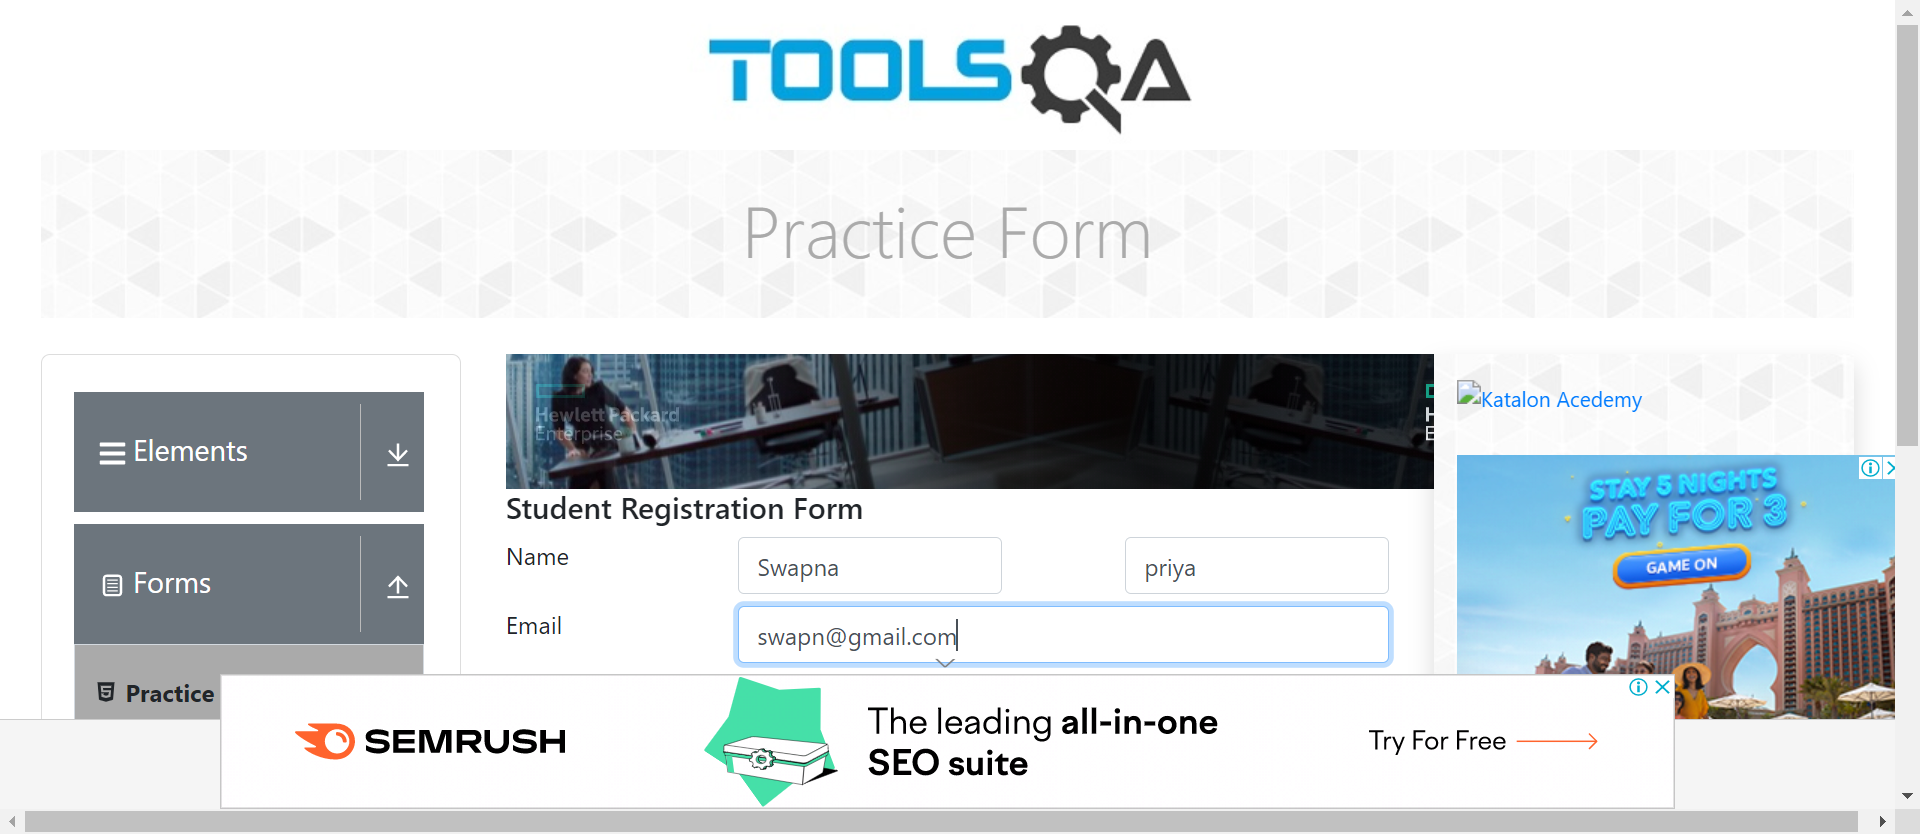 TOOLSQA
Practice Form
Elements
Forms
Practice
Hewlett Packard
Enterprise
H
E
Student Registration Form
Name
Swapna
priya
Email
swapn@gmail.com
Katalon Acedemy
STAY 5 NIGHTS
PAY FOR 3
GAME ON
SEMRUSH
The leading all-in-one
SEO suite
Try For Free